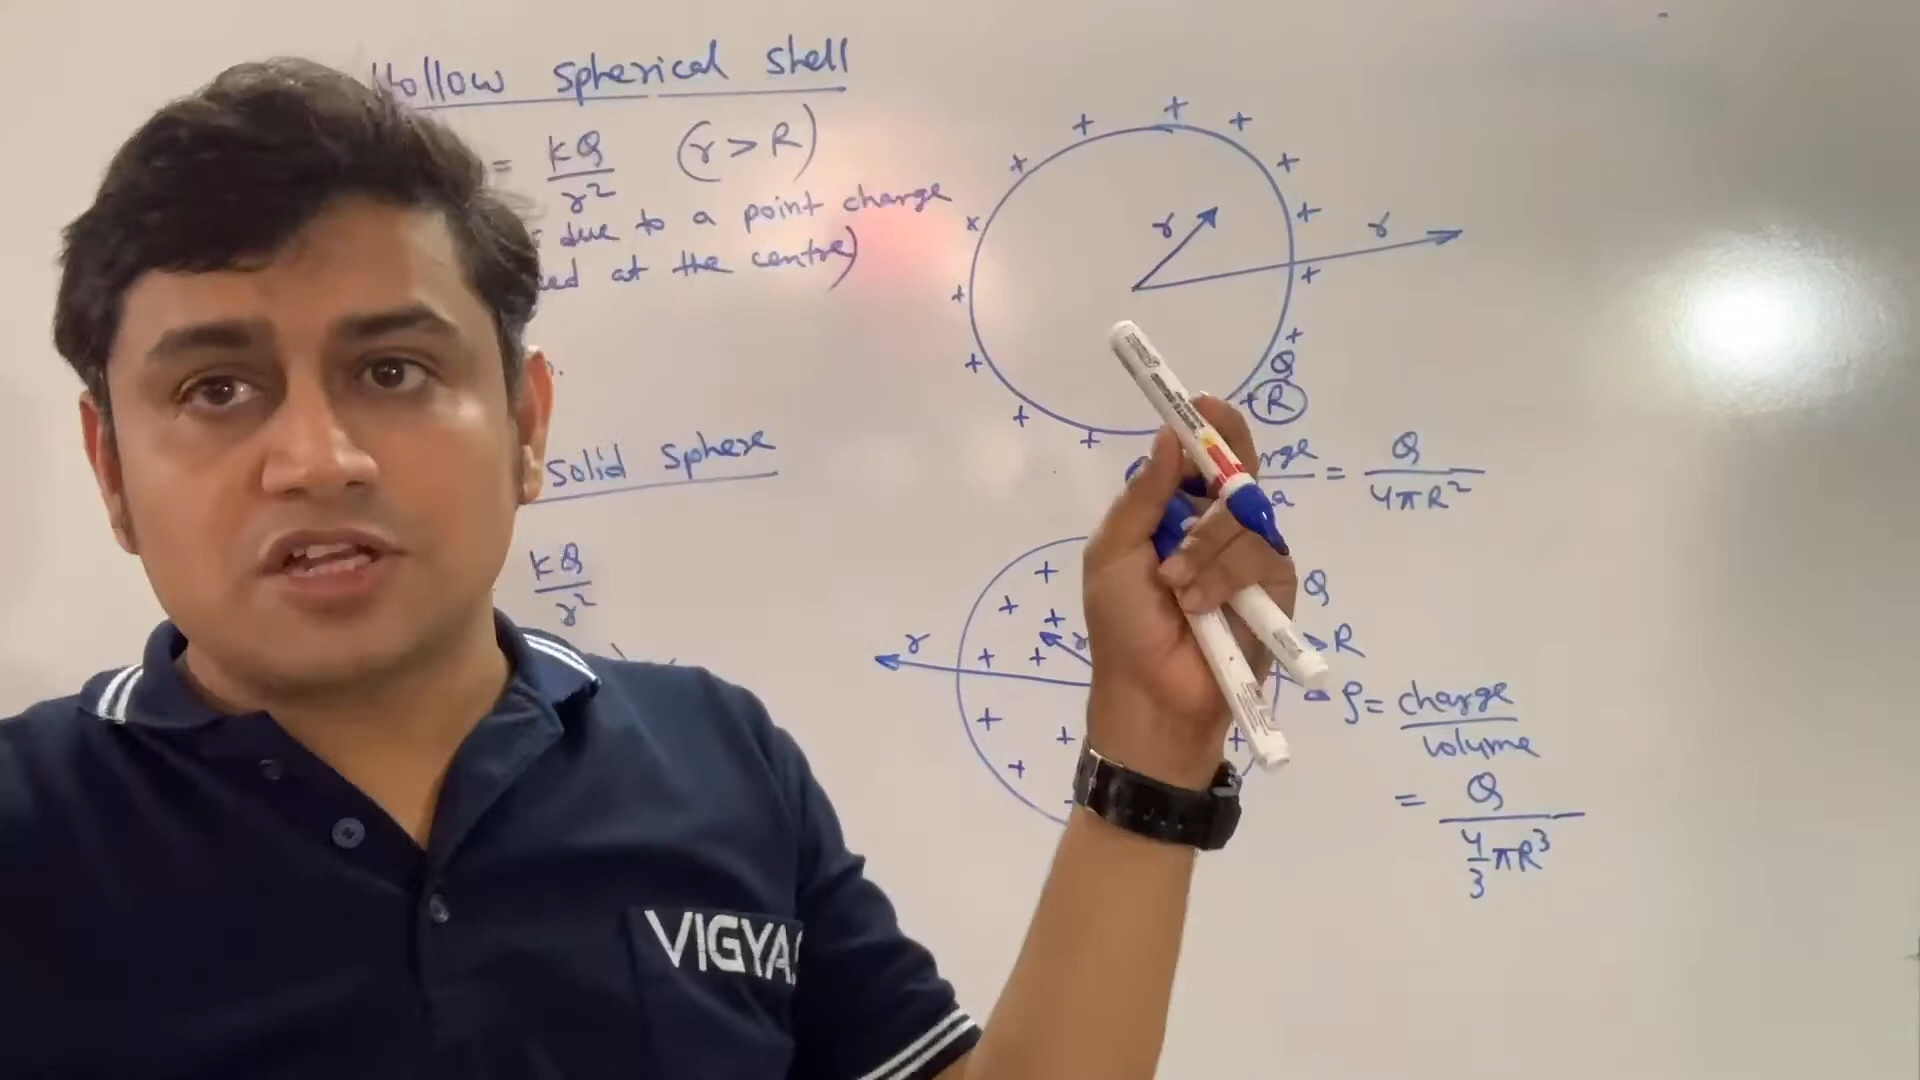 Hollow spherical shell
= kQ/r² (r > R)
due to a point charge
at the centre)
r
r
Q
R
= Q/4πR²
solid sphere
kQ/r²
r
r
Q
R
ρ = charge/volume
= Q/(4/3 πR³)
VIGYA